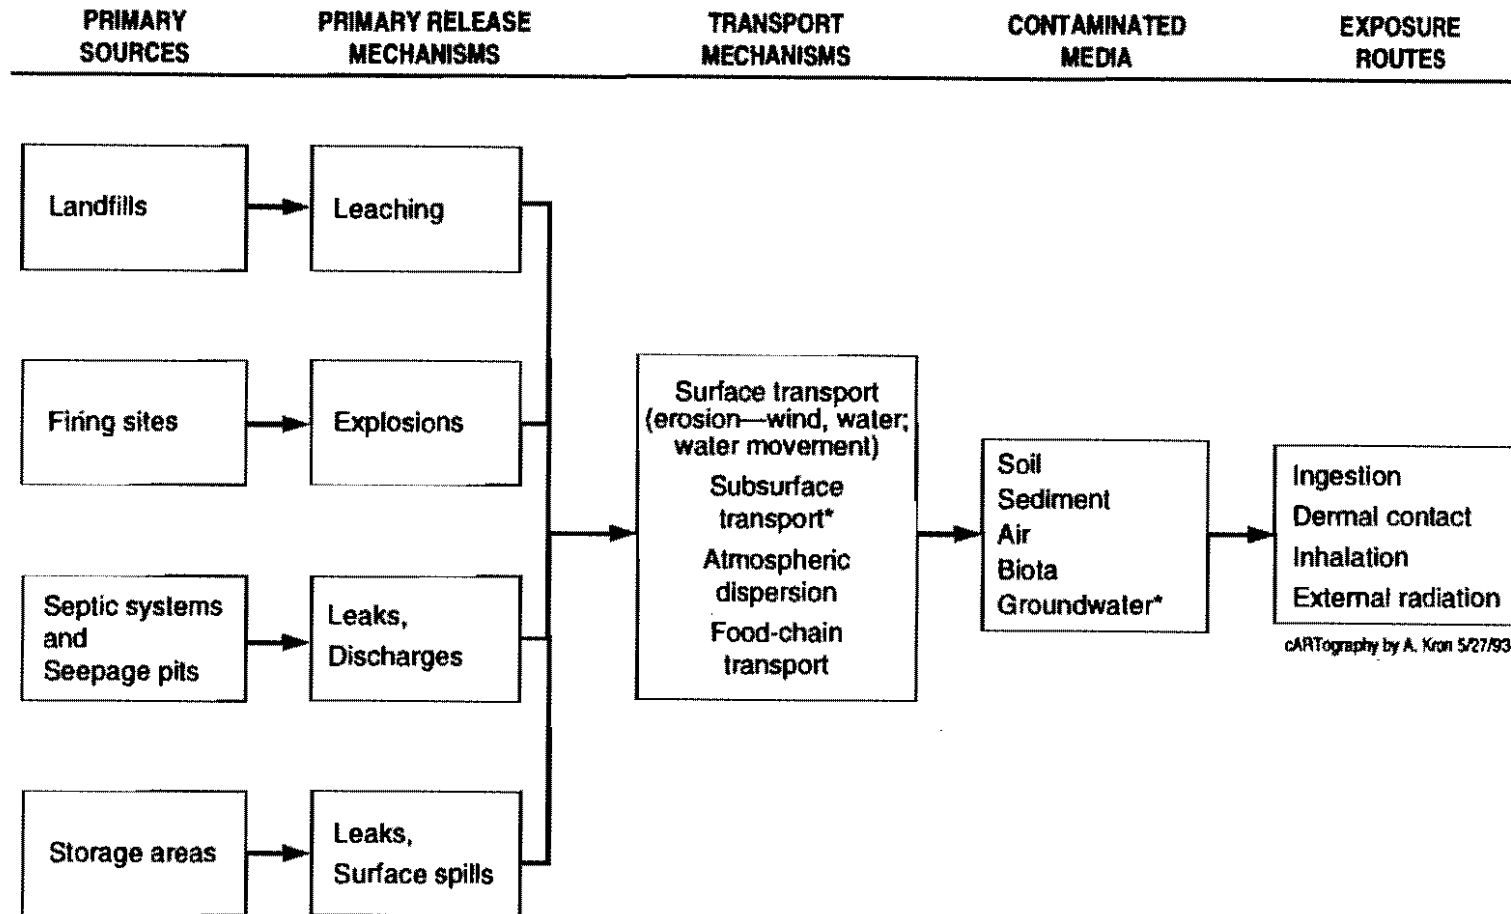 PRIMARY
SOURCES
PRIMARY RELEASE
MECHANISMS
TRANSPORT
MECHANISMS
CONTAMINATED
MEDIA
EXPOSURE
ROUTES
Landfills
Leaching
Firing sites
Explosions
Septic systems
and
Seepage pits
Leaks,
Discharges
Storage areas
Leaks,
Surface spills
Surface transport
(erosion—wind, water;
water movement)
Subsurface
transport*
Atmospheric
dispersion
Food-chain
transport
Soil
Sediment
Air
Biota
Groundwater*
Ingestion
Dermal contact
Inhalation
External radiation
cARTography by A. Kron 5/27/93